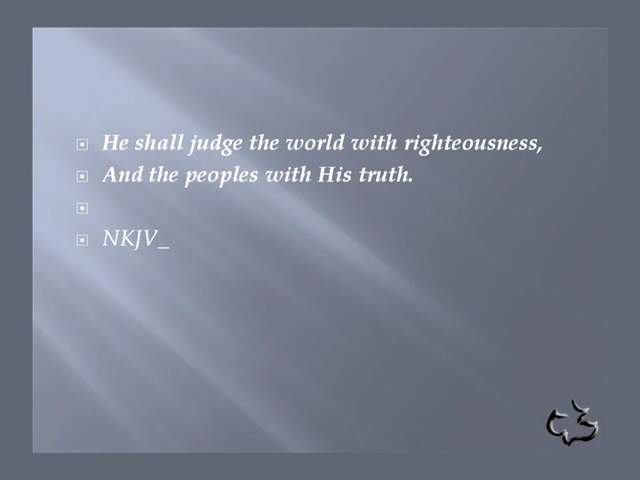 He shall judge the world with righteousness,
And the peoples with His truth.
NKJV_